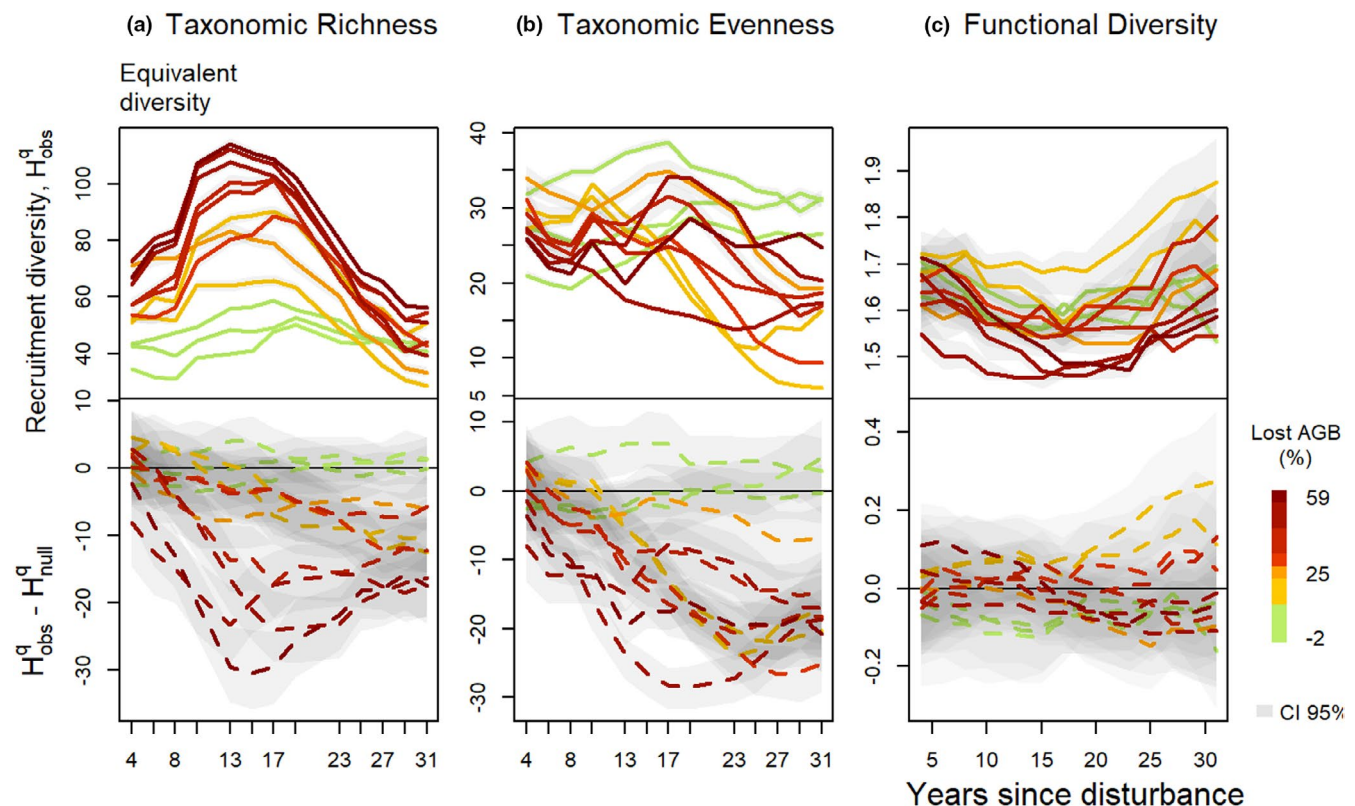 (a) Taxonomic Richness
(b) Taxonomic Evenness
(c) Functional Diversity
Equivalent
diversity
Recruitment diversity, H^q_obs
100
80
60
40
40
30
20
10
5
1.9
1.8
1.7
1.6
1.5
H^q_obs - H^q_null
10
0
-10
-20
-30
10
0
-10
-20
-30
0.4
0.2
0.0
-0.2
Lost AGB
(%)
59
25
-2
CI 95%
4 8 13 17 23 27 31
4 8 13 17 23 27 31
5 10 15 20 25 30
Years since disturbance